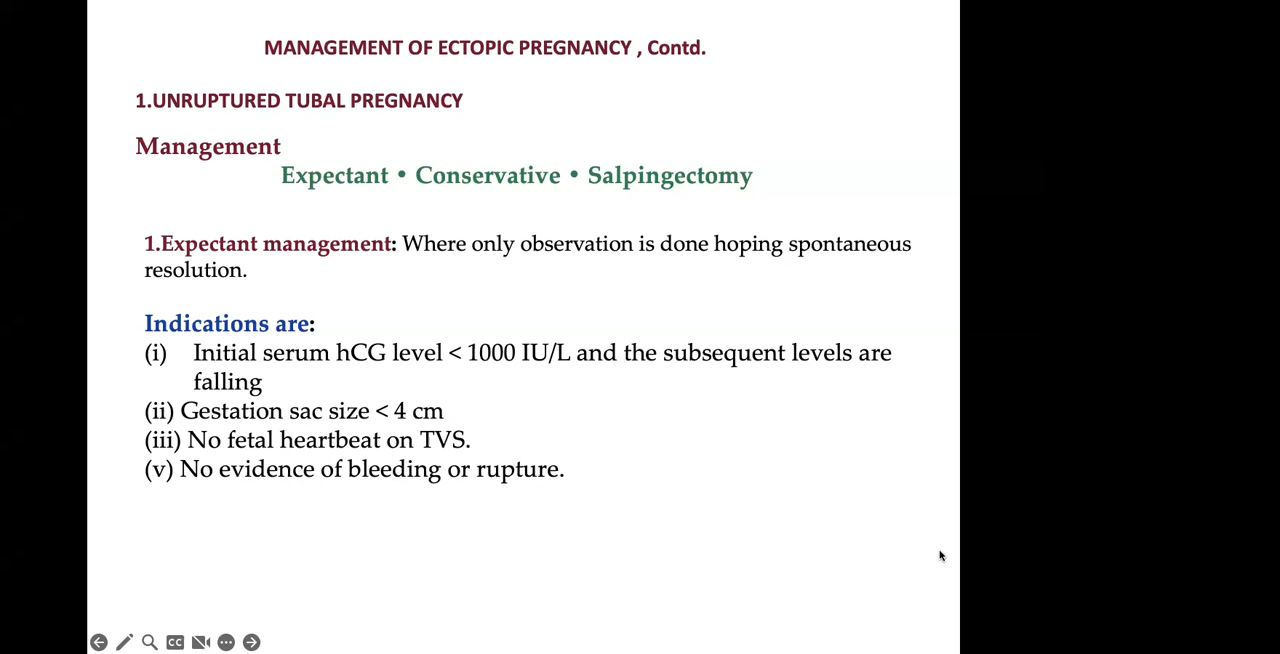 MANAGEMENT OF ECTOPIC PREGNANCY , Contd.
1.UNRUPTURED TUBAL PREGNANCY
Management
Expectant • Conservative • Salpingectomy
1.Expectant management: Where only observation is done hoping spontaneous
resolution.
Indications are:
(i) Initial serum hCG level < 1000 IU/L and the subsequent levels are
falling
(ii) Gestation sac size < 4 cm
(iii) No fetal heartbeat on TVS.
(v) No evidence of bleeding or rupture.
CC